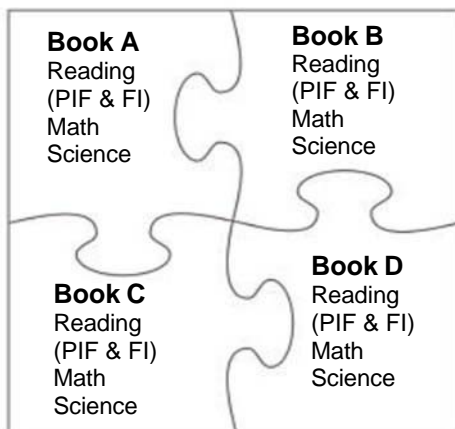 Book A
Reading
(PIF & FI)
Math
Science
Book B
Reading
(PIF & FI)
Math
Science
Book C
Reading
(PIF & FI)
Math
Science
Book D
Reading
(PIF & FI)
Math
Science